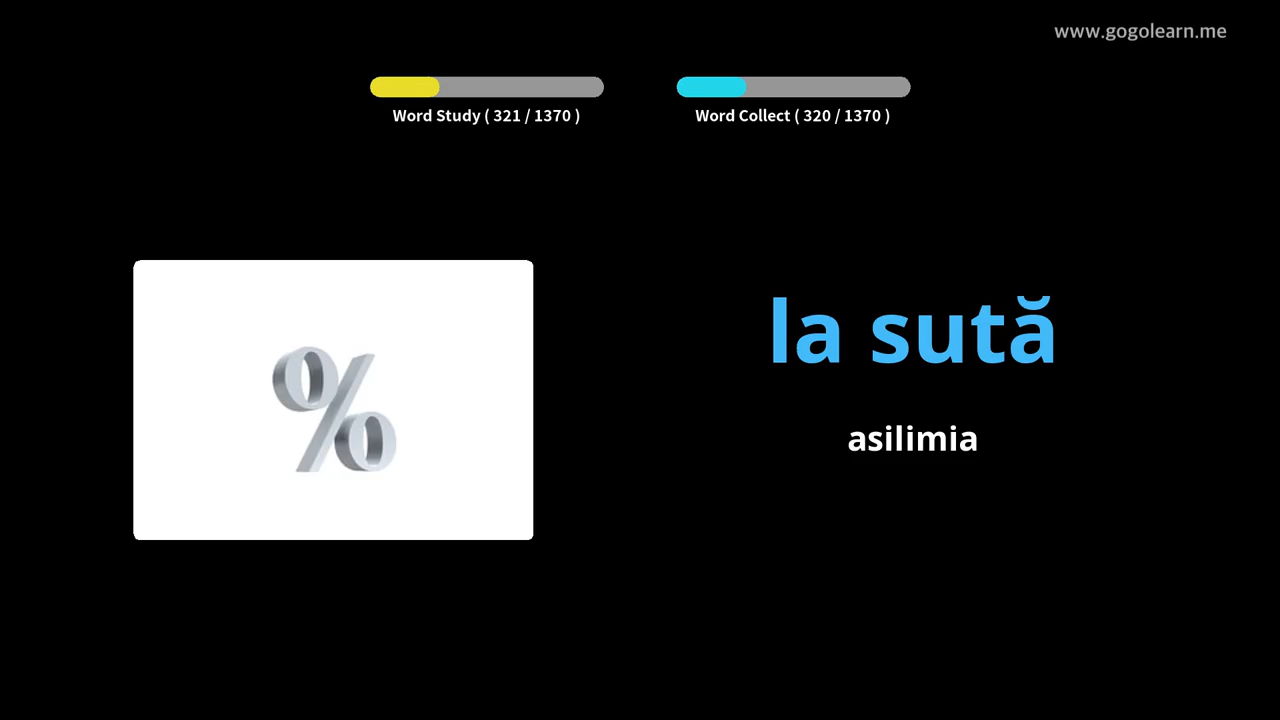 www.gogolearn.me
Word Study ( 321 / 1370 )
Word Collect ( 320 / 1370 )
%
la sută
asilimia